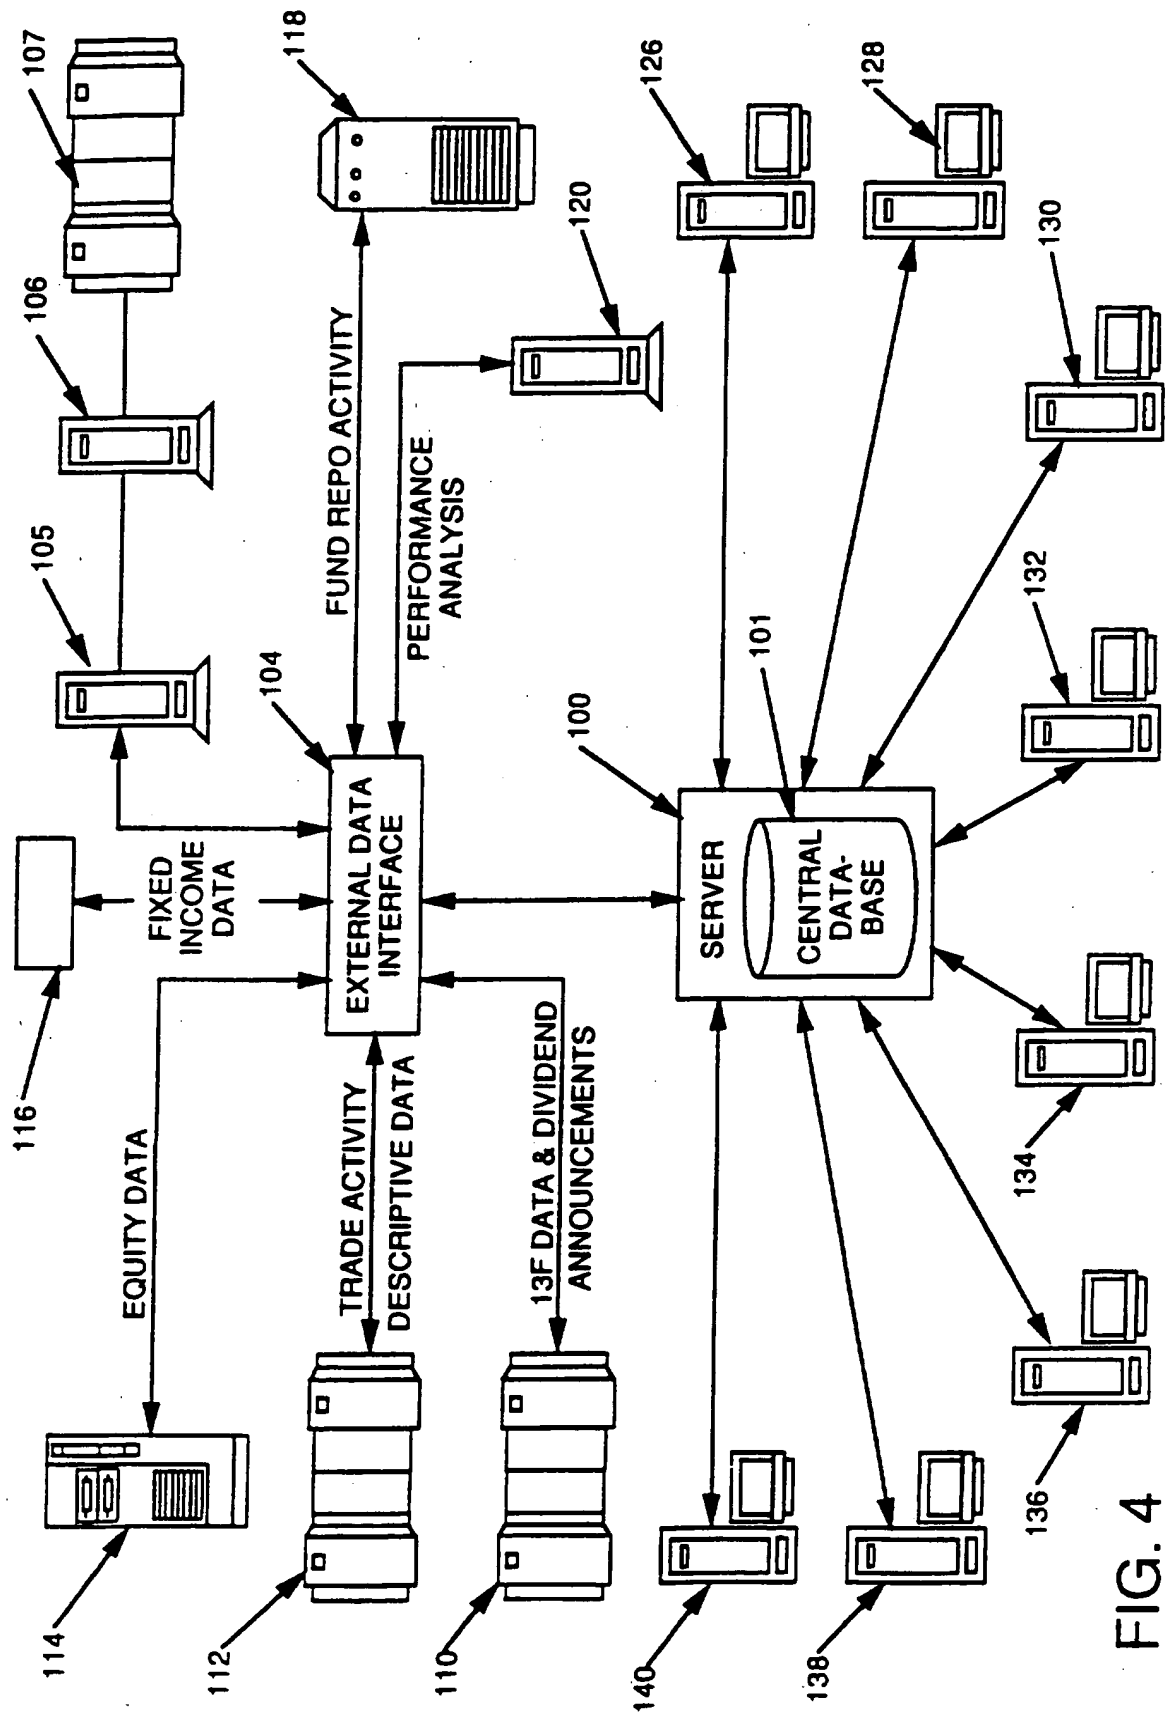 114
112
110
140
138
136
134
132
130
128
126
116
105
106
107
118
120
104
100
101
EQUITY DATA
FIXED
INCOME
DATA
TRADE ACTIVITY
DESCRIPTIVE DATA
13F DATA & DIVIDEND
ANNOUNCEMENTS
EXTERNAL DATA
INTERFACE
FUND REPO ACTIVITY
PERFORMANCE
ANALYSIS
SERVER
CENTRAL
DATA-
BASE
FIG. 4